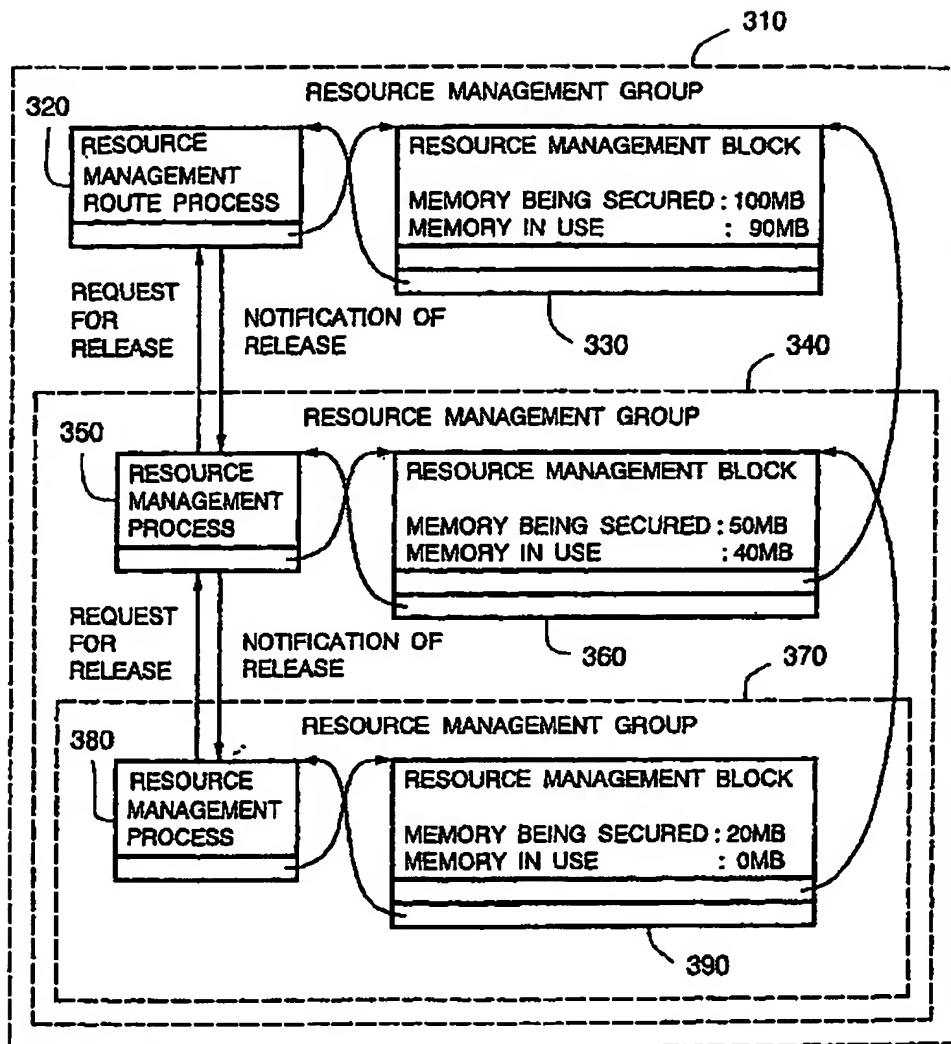 310
RESOURCE MANAGEMENT GROUP
320
RESOURCE
MANAGEMENT
ROUTE PROCESS
RESOURCE MANAGEMENT BLOCK
MEMORY BEING SECURED : 100MB
MEMORY IN USE : 90MB
REQUEST
FOR
RELEASE
NOTIFICATION OF
RELEASE
330
340
RESOURCE MANAGEMENT GROUP
350
RESOURCE
MANAGEMENT
PROCESS
RESOURCE MANAGEMENT BLOCK
MEMORY BEING SECURED : 50MB
MEMORY IN USE : 40MB
REQUEST
FOR
RELEASE
NOTIFICATION OF
RELEASE
360
370
RESOURCE MANAGEMENT GROUP
380
RESOURCE
MANAGEMENT
PROCESS
RESOURCE MANAGEMENT BLOCK
MEMORY BEING SECURED : 20MB
MEMORY IN USE : 0MB
390